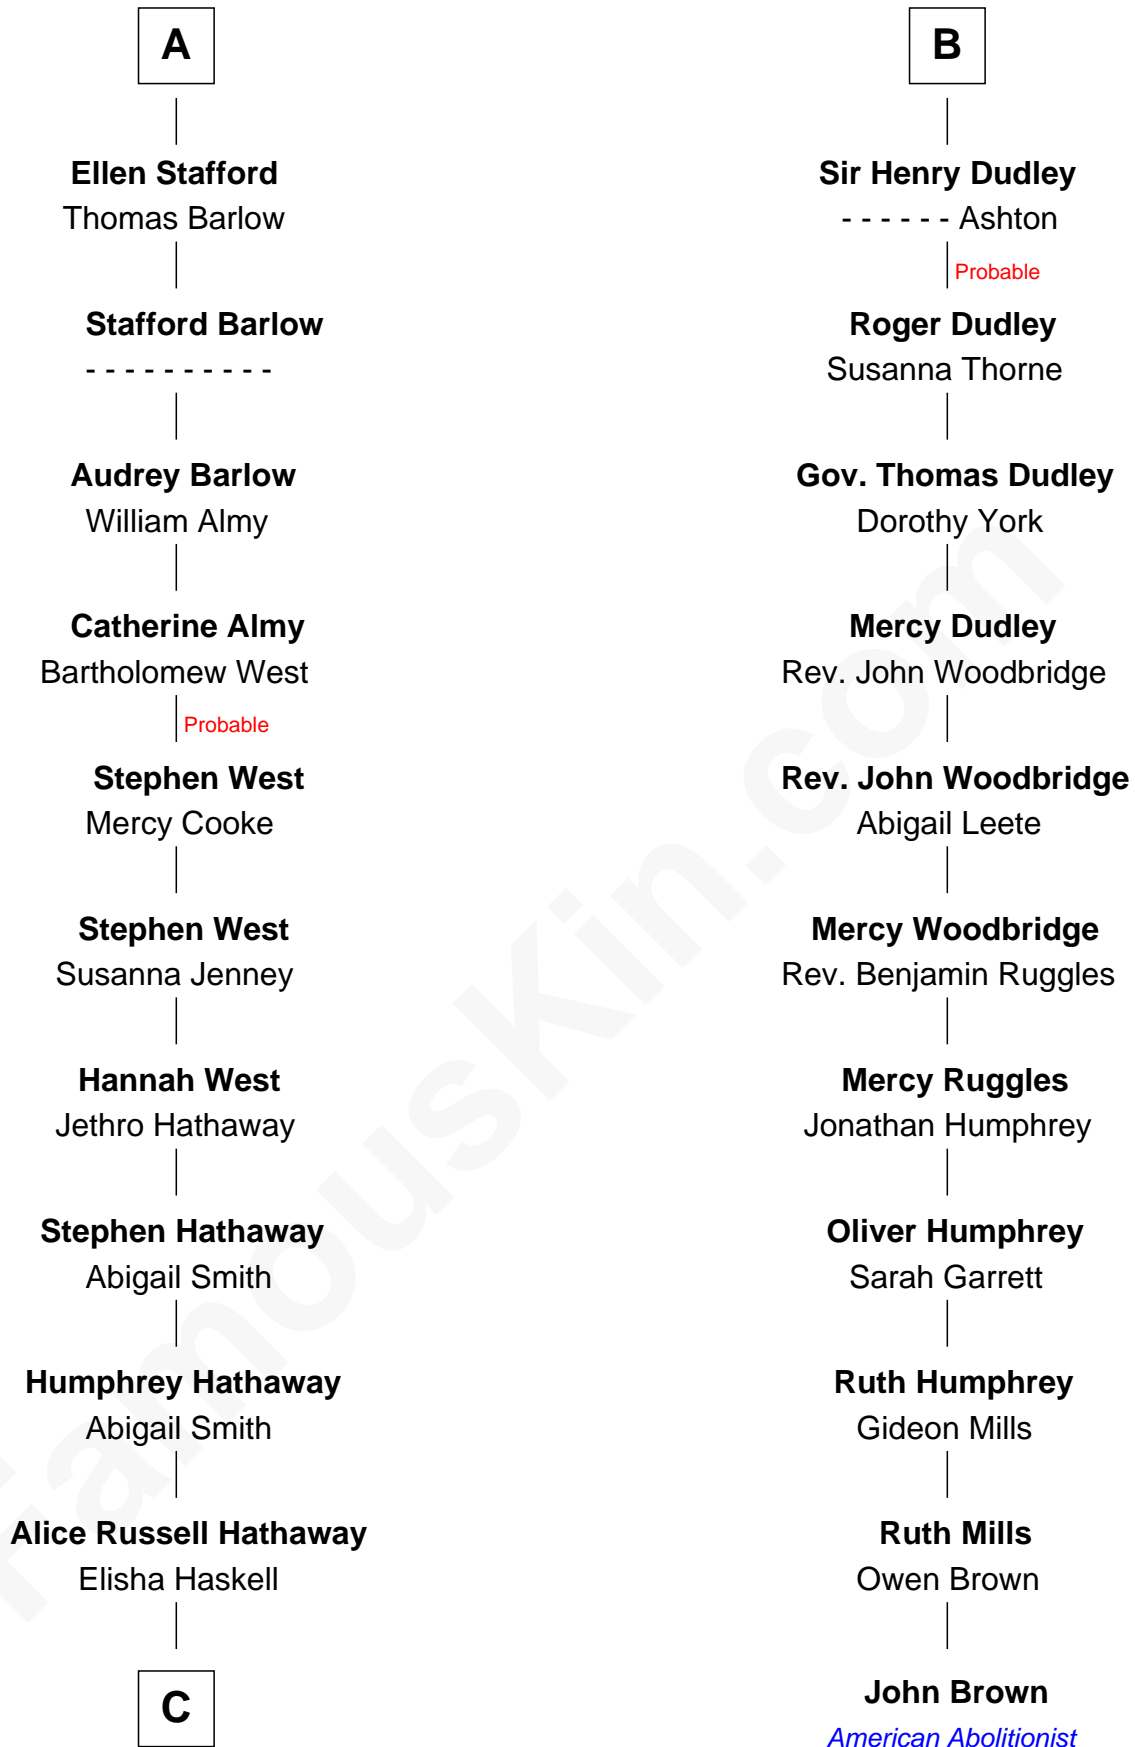 A
Ellen Stafford
Thomas Barlow
Stafford Barlow
- - - - - - - - - -
Audrey Barlow
William Almy
Catherine Almy
Bartholomew West
Probable
Stephen West
Mercy Cooke
Stephen West
Susanna Jenney
Hannah West
Jethro Hathaway
Stephen Hathaway
Abigail Smith
Humphrey Hathaway
Abigail Smith
Alice Russell Hathaway
Elisha Haskell
C
B
Sir Henry Dudley
- - - - - - Ashton
Probable
Roger Dudley
Susanna Thorne
Gov. Thomas Dudley
Dorothy York
Mercy Dudley
Rev. John Woodbridge
Rev. John Woodbridge
Abigail Leete
Mercy Woodbridge
Rev. Benjamin Ruggles
Mercy Ruggles
Jonathan Humphrey
Oliver Humphrey
Sarah Garrett
Ruth Humphrey
Gideon Mills
Ruth Mills
Owen Brown
John Brown
American Abolitionist
FamousKin.com